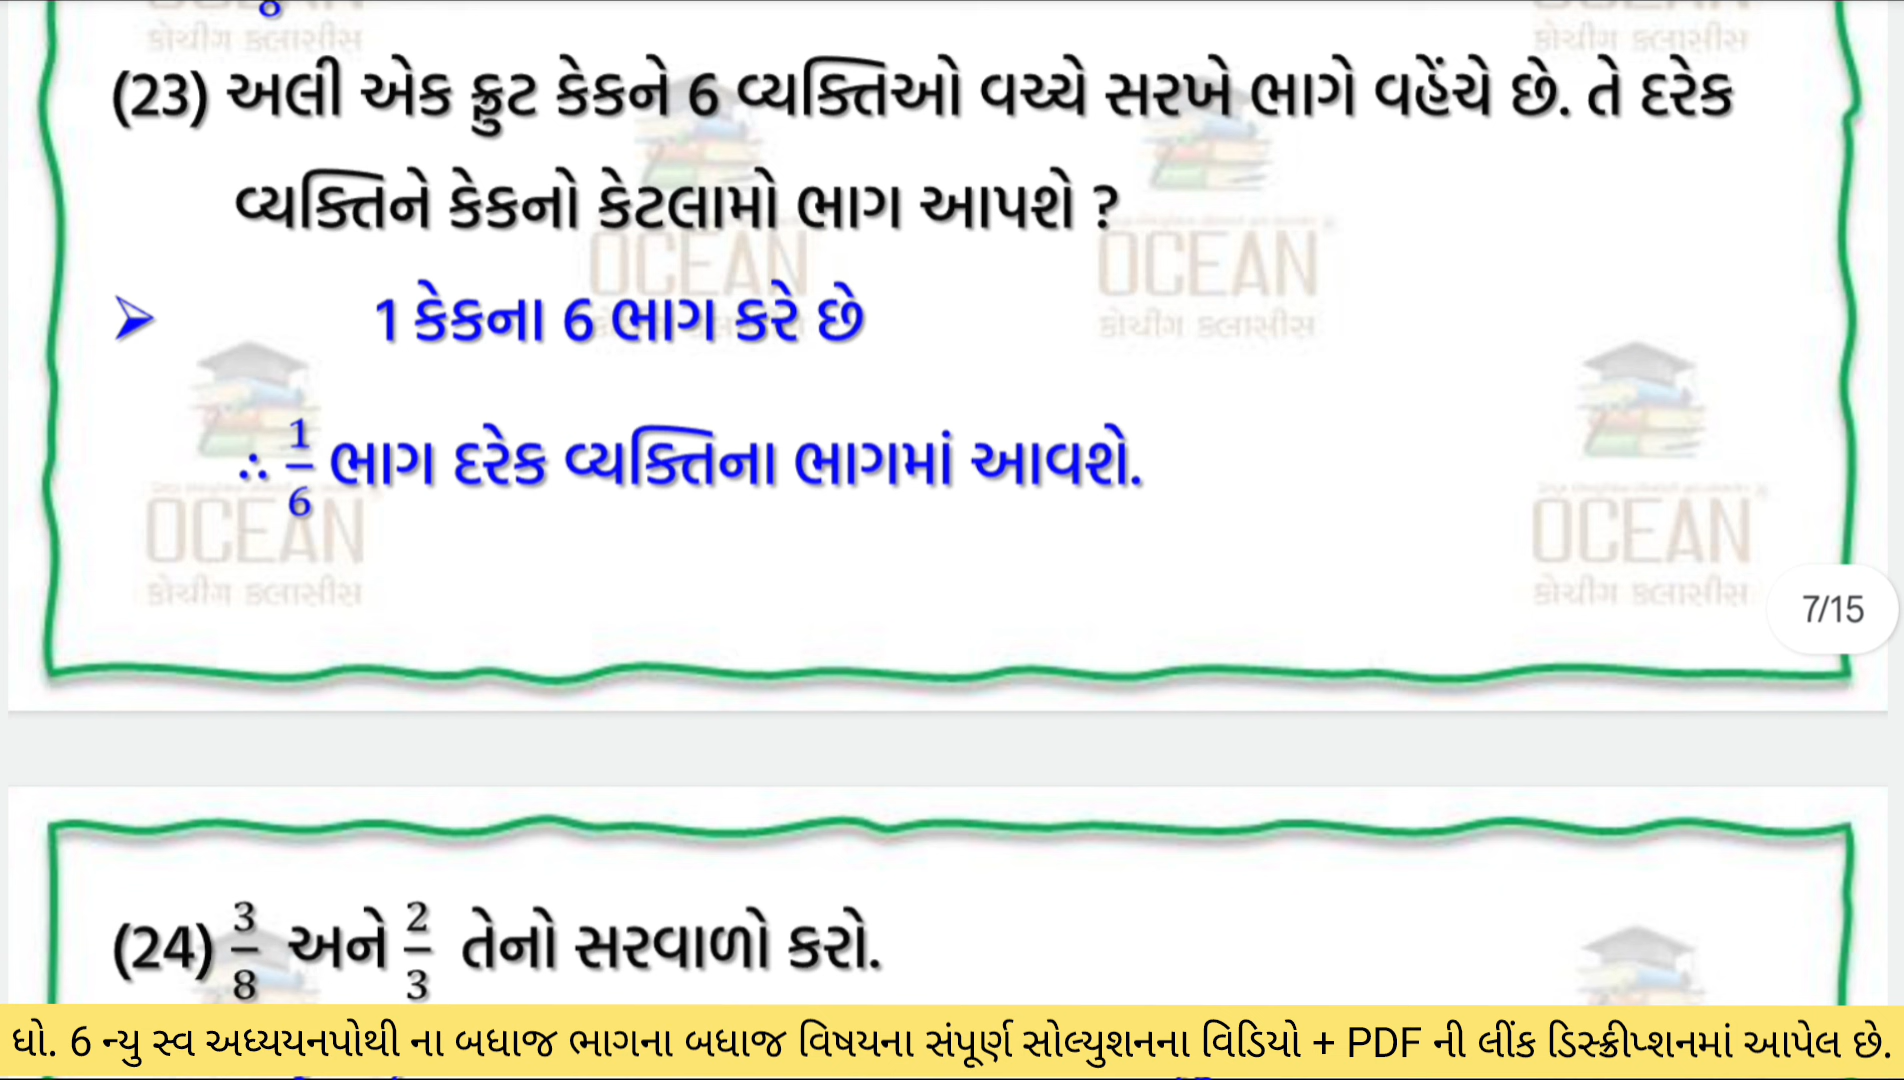 (23) અલી એક ફ્રુટ કેકને 6 વ્યક્તિઓ વચ્ચે સરખે ભાગે વહેંચે છે. તે દરેક
વ્યક્તિને કેકનો કેટલામો ભાગ આપશે ?
➢ 1 કેકના 6 ભાગ કરે છે
∴ 1/6 ભાગ દરેક વ્યક્તિના ભાગમાં આવશે.
OCEAN
કોચીંગ ક્લાસીસ
7/15
(24) 3/8 અને 2/3 તેનો સરવાળો કરો.
ધો. 6 ન્યુ સ્વ અધ્યયનપોથી ના બધાજ ભાગના બધાજ વિષયના સંપૂર્ણ સોલ્યુશનના વિડિયો + PDF ની લીંક ડિસ્ક્રીપ્શનમાં આપેલ છે.